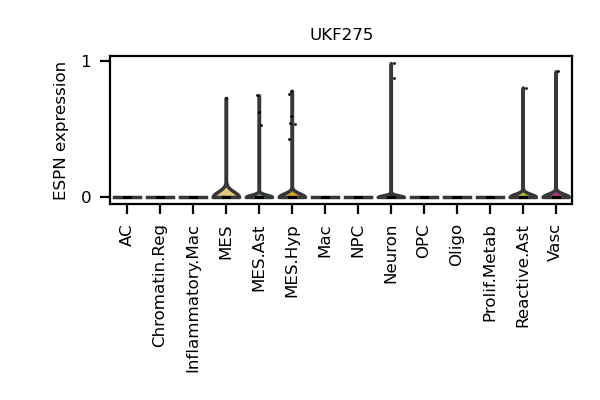 UKF275
ESPN expression
1
0
AC
Chromatin.Reg
Inflammatory.Mac
MES
MES.Ast
MES.Hyp
Mac
NPC
Neuron
OPC
Oligo
Prolif.Metab
Reactive.Ast
Vasc